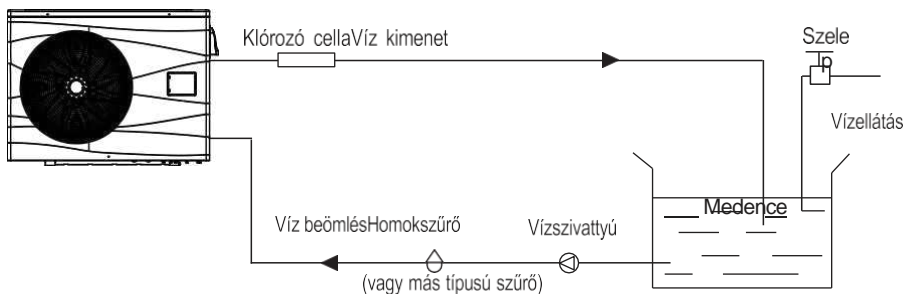 Klórozó cellaVíz kimenet
Szele
p
Vízellátás
Medence
Víz beömlésHomokszűrő
Vízszivattyú
(vagy más típusú szűrő)